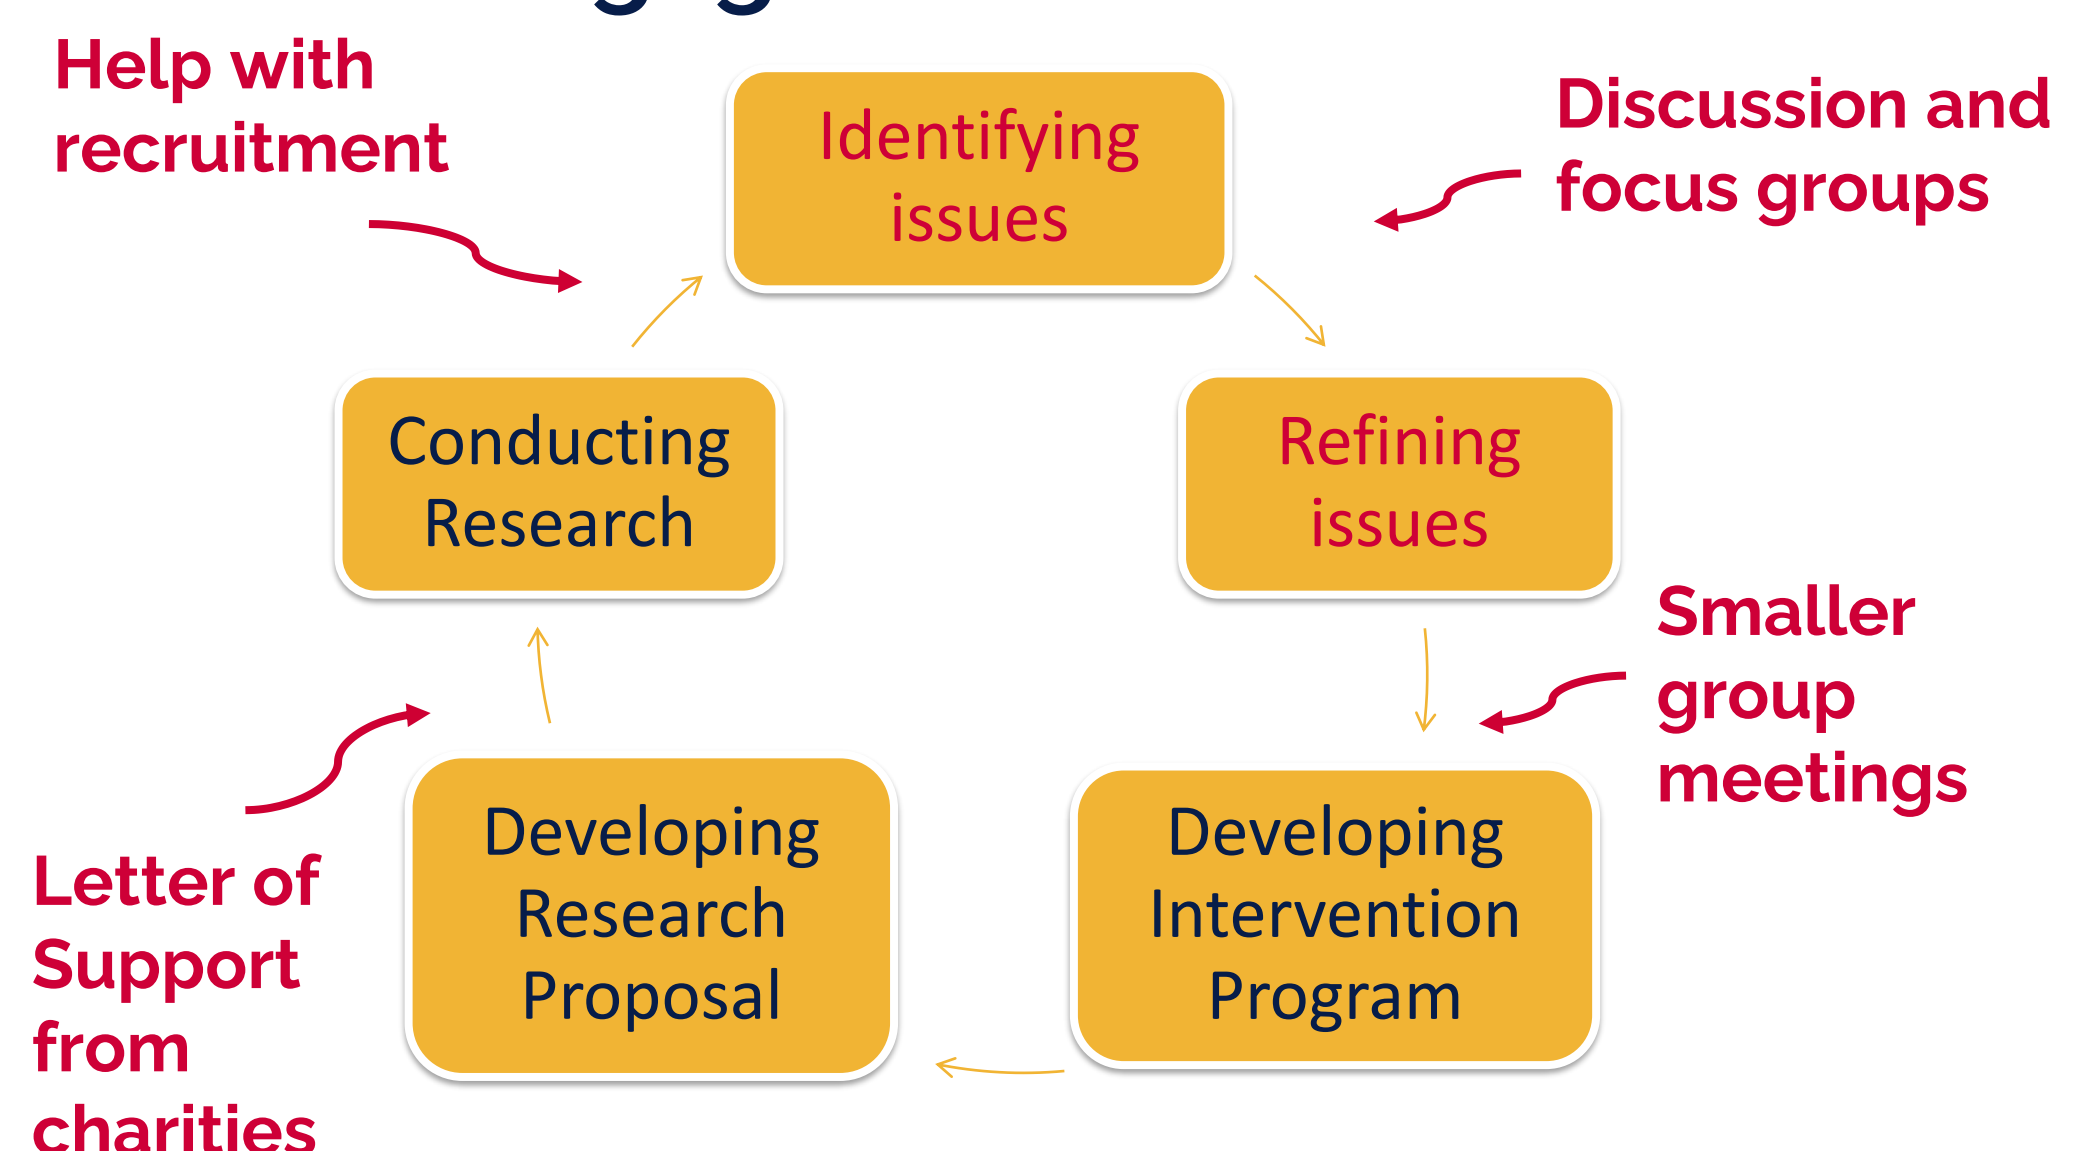 Help with
recruitment
Identifying
issues
Discussion and
focus groups
Conducting
Research
Refining
issues
Smaller
group
meetings
Developing
Research
Proposal
Developing
Intervention
Program
Letter of
Support
from
charities